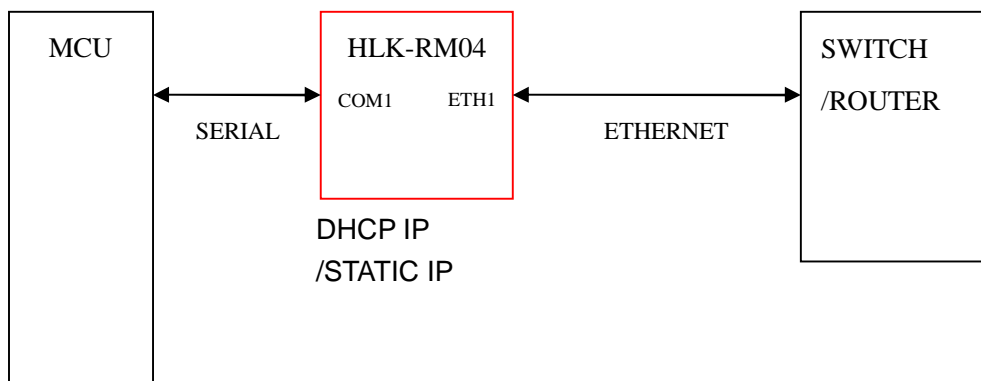 MCU
HLK-RM04
SWITCH
/ROUTER
COM1
ETH1
SERIAL
ETHERNET
DHCP IP
/STATIC IP